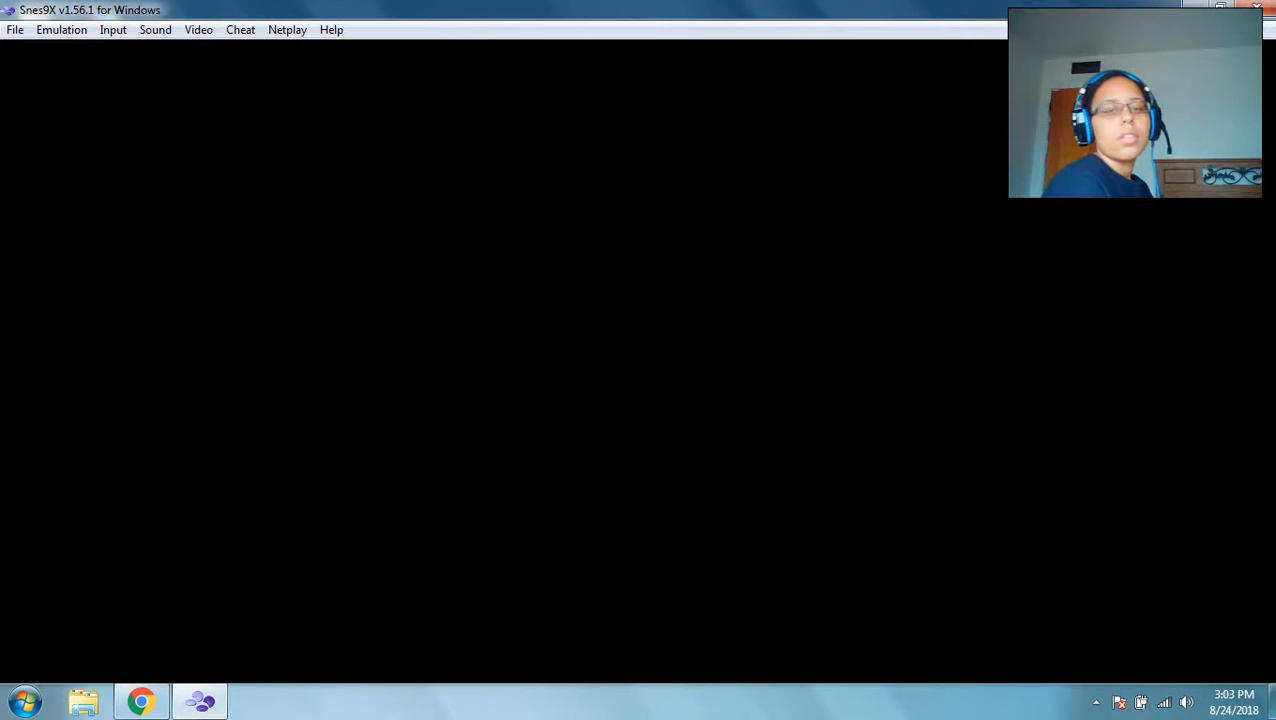 Snes9X v1.56.1 for Windows
File Emulation Input Sound Video Cheat Netplay Help
3:03 PM
8/24/2018